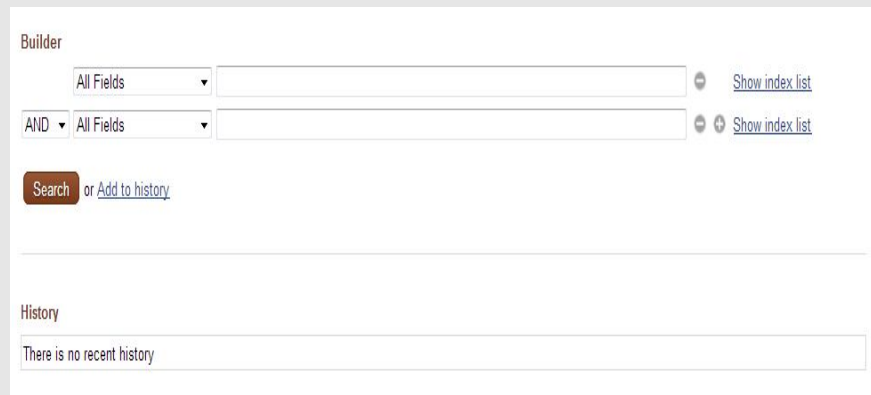 Builder
All Fields Show index list
AND All Fields Show index list
Search or Add to history
History
There is no recent history